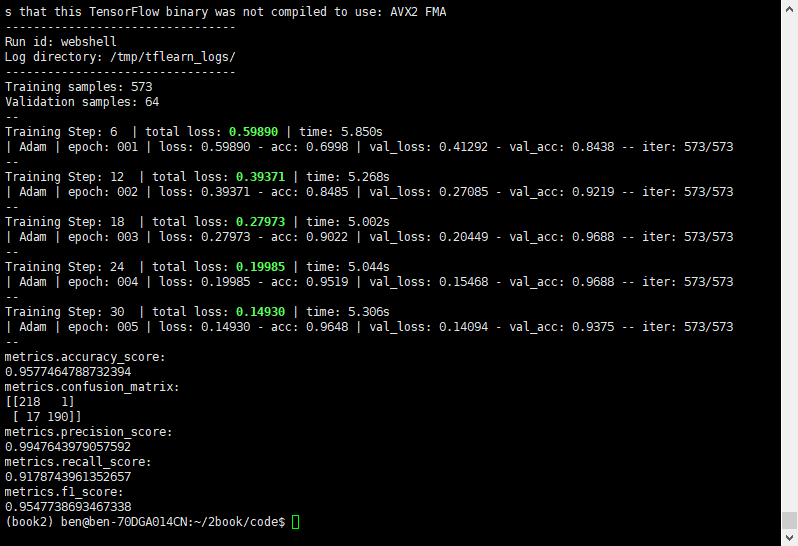 s that this TensorFlow binary was not compiled to use: AVX2 FMA
---------------------------------
Run id: webshell
Log directory: /tmp/tflearn_logs/
---------------------------------
Training samples: 573
Validation samples: 64
--
Training Step: 6  | total loss: 0.59890 | time: 5.850s
| Adam | epoch: 001 | loss: 0.59890 - acc: 0.6998 | val_loss: 0.41292 - val_acc: 0.8438 -- iter: 573/573
--
Training Step: 12  | total loss: 0.39371 | time: 5.268s
| Adam | epoch: 002 | loss: 0.39371 - acc: 0.8485 | val_loss: 0.27085 - val_acc: 0.9219 -- iter: 573/573
--
Training Step: 18  | total loss: 0.27973 | time: 5.002s
| Adam | epoch: 003 | loss: 0.27973 - acc: 0.9022 | val_loss: 0.20449 - val_acc: 0.9688 -- iter: 573/573
--
Training Step: 24  | total loss: 0.19985 | time: 5.044s
| Adam | epoch: 004 | loss: 0.19985 - acc: 0.9519 | val_loss: 0.15468 - val_acc: 0.9688 -- iter: 573/573
--
Training Step: 30  | total loss: 0.14930 | time: 5.306s
| Adam | epoch: 005 | loss: 0.14930 - acc: 0.9648 | val_loss: 0.14094 - val_acc: 0.9375 -- iter: 573/573
--
metrics.accuracy_score:
0.9577464788732394
metrics.confusion_matrix:
[[218   1]
 [ 17 190]]
metrics.precision_score:
0.9947643979057592
metrics.recall_score:
0.9178743961352657
metrics.f1_score:
0.9547738693467338
(book2) ben@ben-70DGA014CN:~/2book/code$